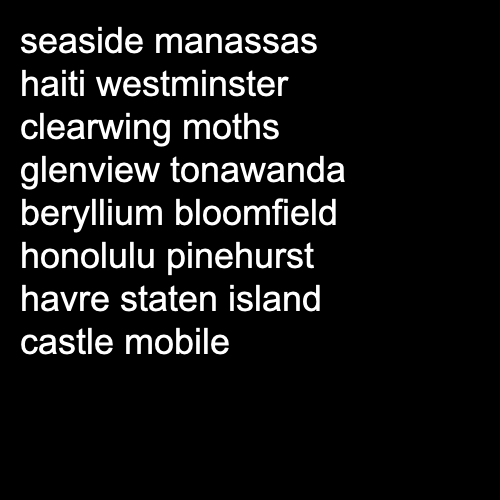 seaside manassas
haiti westminster
clearwing moths
glenview tonawanda
beryllium bloomfield
honolulu pinehurst
havre staten island
castle mobile